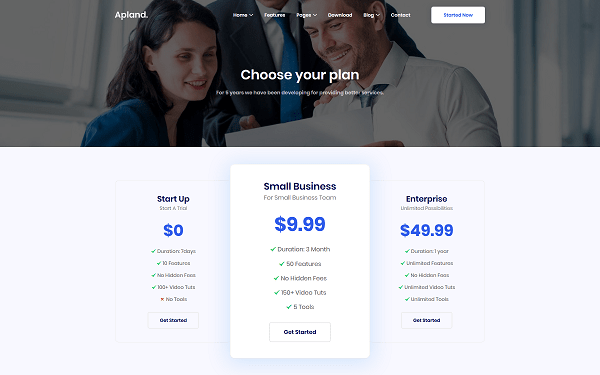 Apland.
Home Features Pages Download Blog Contact Started Now
Choose your plan
For 5 years we have been developing for providing better services.
Start Up
Start A Trial
$0
Duration: 7days
10 Features
No Hidden Fees
100+ Video Tuts
No Tools
Get Started
Small Business
For Small Business Team
$9.99
Duration: 3 Month
50 Features
No Hidden Fees
150+ Video Tuts
5 Tools
Get Started
Enterprise
Unlimited Possibilities
$49.99
Duration: 1 year
Unlimited Features
No Hidden Fees
Unlimited Video Tuts
Unlimited Tools
Get Started